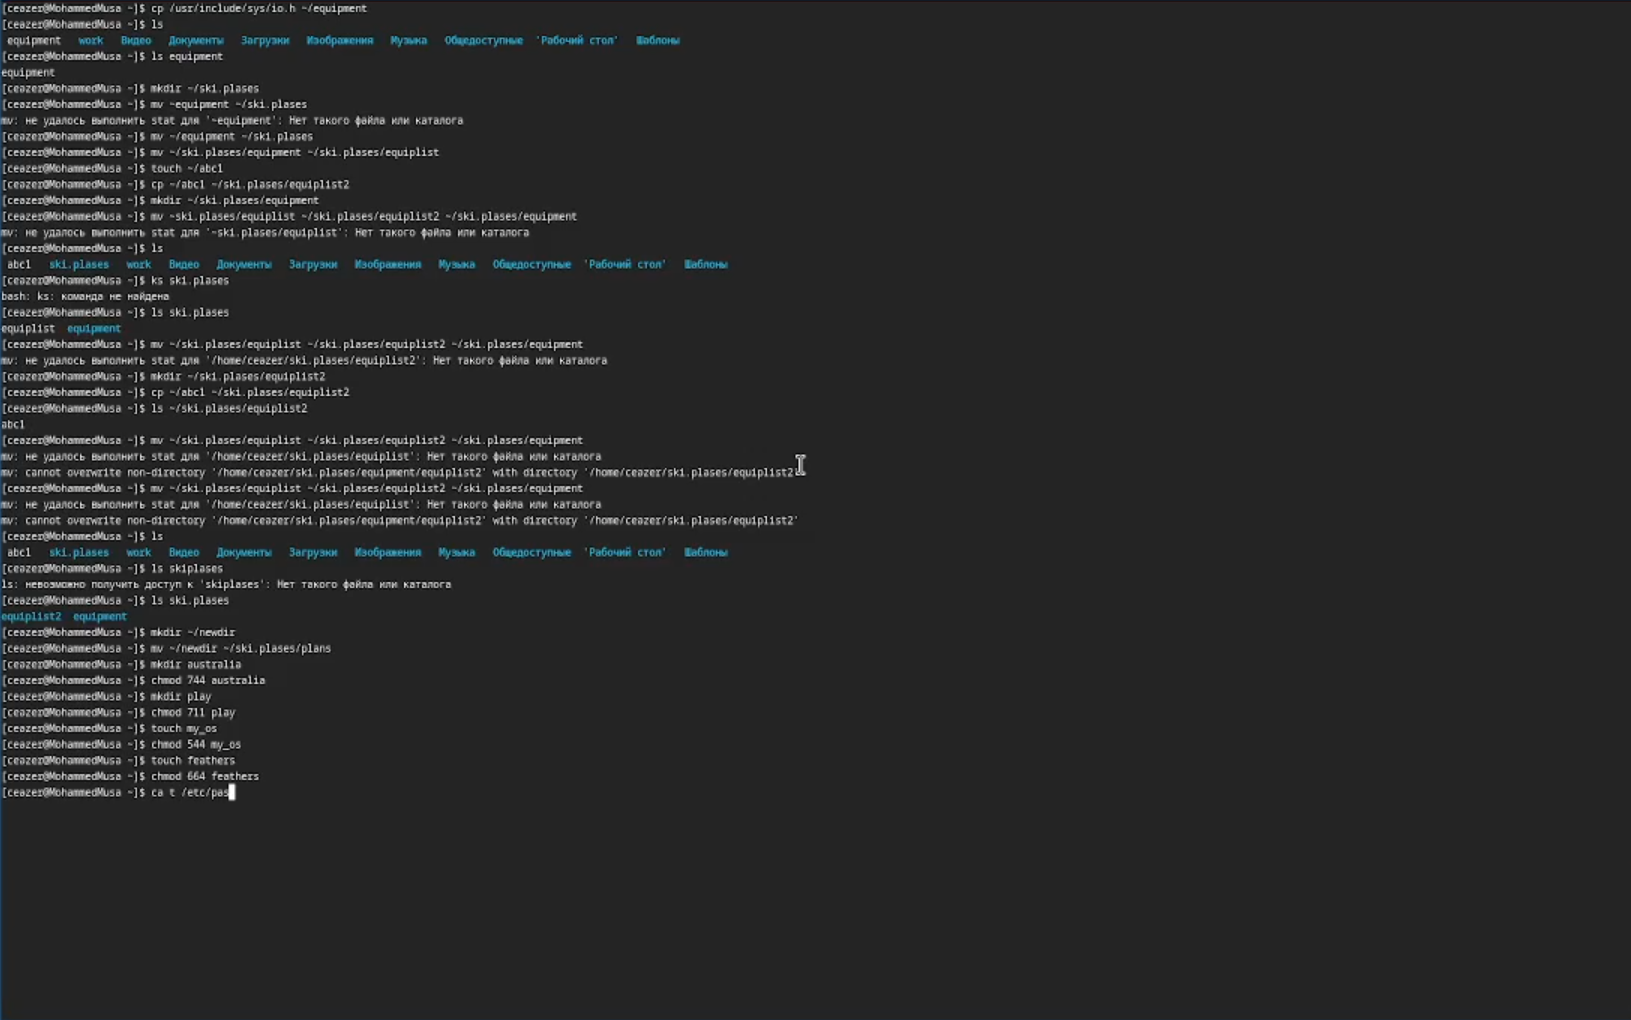 [ceazer@MohammedMusa ~]$ cp /usr/include/sys/io.h ~/equipment
[ceazer@MohammedMusa ~]$ ls
equipment work Видео Документы Загрузки Изображения Музыка Общедоступные 'Рабочий стол' Шаблоны
[ceazer@MohammedMusa ~]$ ls equipment
equipment
[ceazer@MohammedMusa ~]$ mkdir ~/ski.plases
[ceazer@MohammedMusa ~]$ mv ~equipment ~/ski.plases
mv: не удалось выполнить stat для '~equipment': Нет такого файла или каталога
[ceazer@MohammedMusa ~]$ mv ~/equipment ~/ski.plases
[ceazer@MohammedMusa ~]$ mv ~/ski.plases/equipment ~/ski.plases/equiplist
[ceazer@MohammedMusa ~]$ touch ~/abc1
[ceazer@MohammedMusa ~]$ cp ~/abc1 ~/ski.plases/equiplist2
[ceazer@MohammedMusa ~]$ mkdir ~/ski.plases/equipment
[ceazer@MohammedMusa ~]$ mv ~ski.plases/equiplist ~/ski.plases/equiplist2 ~/ski.plases/equipment
mv: не удалось выполнить stat для '~ski.plases/equiplist': Нет такого файла или каталога
[ceazer@MohammedMusa ~]$ ls
abc1 ski.plases work Видео Документы Загрузки Изображения Музыка Общедоступные 'Рабочий стол' Шаблоны
[ceazer@MohammedMusa ~]$ ks ski.plases
bash: ks: команда не найдена
[ceazer@MohammedMusa ~]$ ls ski.plases
equiplist equipment
[ceazer@MohammedMusa ~]$ mv ~/ski.plases/equiplist ~/ski.plases/equiplist2 ~/ski.plases/equipment
mv: не удалось выполнить stat для '/home/ceazer/ski.plases/equiplist2': Нет такого файла или каталога
[ceazer@MohammedMusa ~]$ mkdir ~/ski.plases/equiplist2
[ceazer@MohammedMusa ~]$ cp ~/abc1 ~/ski.plases/equiplist2
[ceazer@MohammedMusa ~]$ ls ~/ski.plases/equiplist2
abc1
[ceazer@MohammedMusa ~]$ mv ~/ski.plases/equiplist ~/ski.plases/equiplist2 ~/ski.plases/equipment
mv: не удалось выполнить stat для '/home/ceazer/ski.plases/equiplist': Нет такого файла или каталога
mv: cannot overwrite non-directory '/home/ceazer/ski.plases/equipment/equiplist2' with directory '/home/ceazer/ski.plases/equiplist2'
[ceazer@MohammedMusa ~]$ mv ~/ski.plases/equiplist ~/ski.plases/equiplist2 ~/ski.plases/equipment
mv: не удалось выполнить stat для '/home/ceazer/ski.plases/equiplist': Нет такого файла или каталога
mv: cannot overwrite non-directory '/home/ceazer/ski.plases/equipment/equiplist2' with directory '/home/ceazer/ski.plases/equiplist2'
[ceazer@MohammedMusa ~]$ ls
abc1 ski.plases work Видео Документы Загрузки Изображения Музыка Общедоступные 'Рабочий стол' Шаблоны
[ceazer@MohammedMusa ~]$ ls skiplases
ls: невозможно получить доступ к 'skiplases': Нет такого файла или каталога
[ceazer@MohammedMusa ~]$ ls ski.plases
equiplist2 equipment
[ceazer@MohammedMusa ~]$ mkdir ~/newdir
[ceazer@MohammedMusa ~]$ mv ~/newdir ~/ski.plases/plans
[ceazer@MohammedMusa ~]$ mkdir australia
[ceazer@MohammedMusa ~]$ chmod 744 australia
[ceazer@MohammedMusa ~]$ mkdir play
[ceazer@MohammedMusa ~]$ chmod 711 play
[ceazer@MohammedMusa ~]$ touch my_os
[ceazer@MohammedMusa ~]$ chmod 544 my_os
[ceazer@MohammedMusa ~]$ touch feathers
[ceazer@MohammedMusa ~]$ chmod 664 feathers
[ceazer@MohammedMusa ~]$ ca t /etc/pas